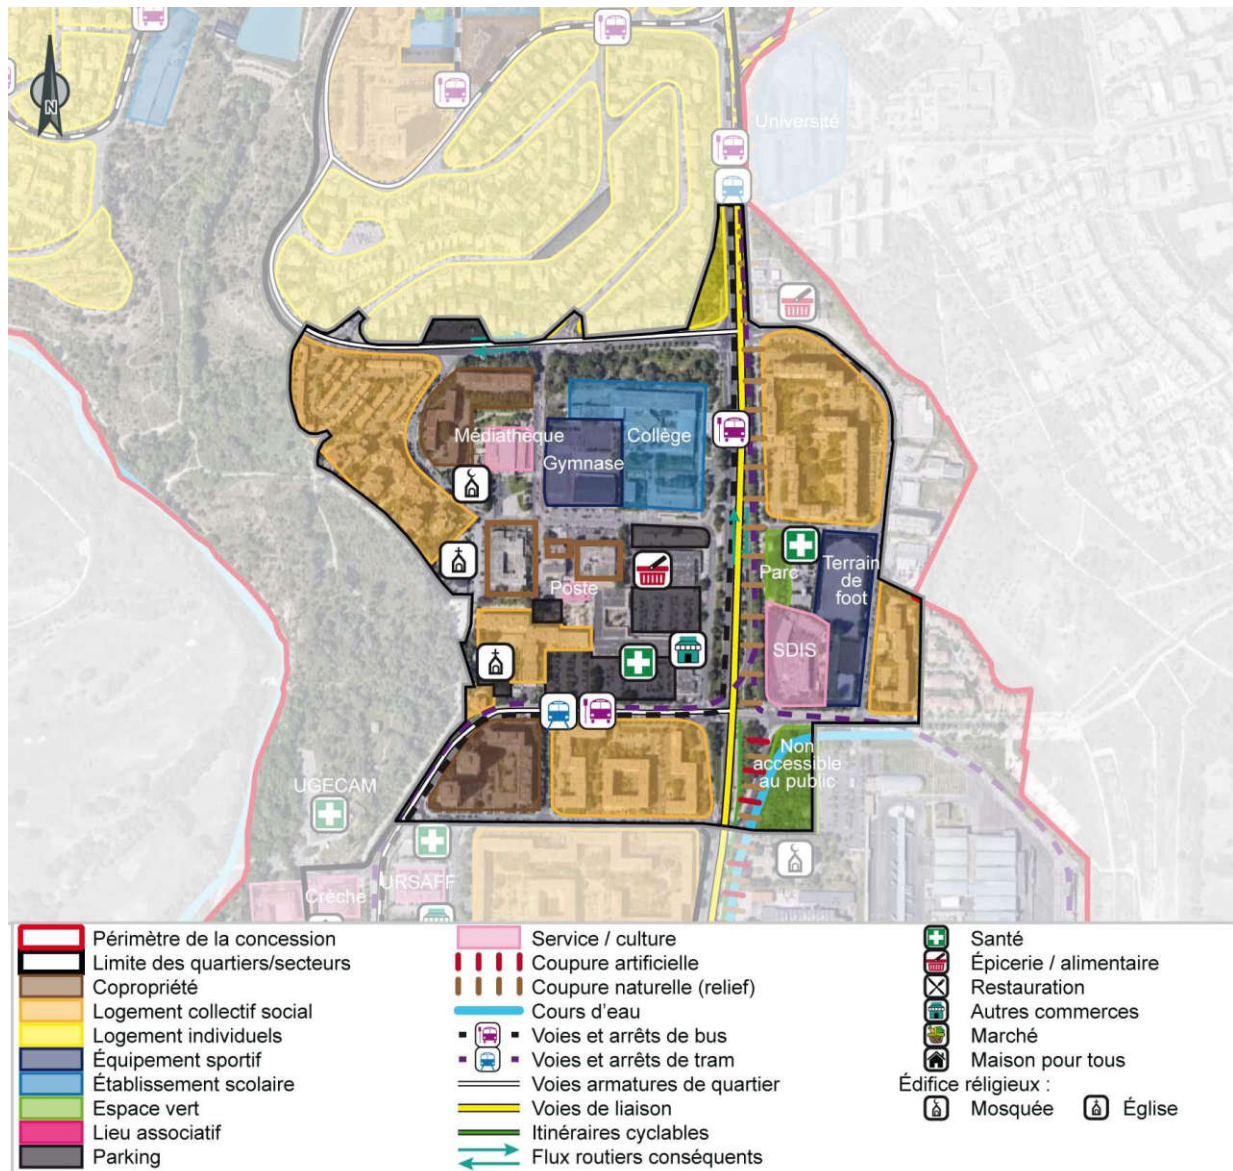 N
Université
Médiathèque
Collège
Gymnase
Parc
Terrain
de
foot
Poste
SDIS
Non
accessible
au public
UGECAM
URSAFF
Crèche
Périmètre de la concession
Limite des quartiers/secteurs
Copropriété
Logement collectif social
Logement individuels
Équipement sportif
Établissement scolaire
Espace vert
Lieu associatif
Parking
Service / culture
Coupure artificielle
Coupure naturelle (relief)
Cours d'eau
Voies et arrêts de bus
Voies et arrêts de tram
Voies armatures de quartier
Voies de liaison
Itinéraires cyclables
Flux routiers conséquents
Santé
Épicerie / alimentaire
Restauration
Autres commerces
Marché
Maison pour tous
Édifice réligieux :
Mosquée
Église